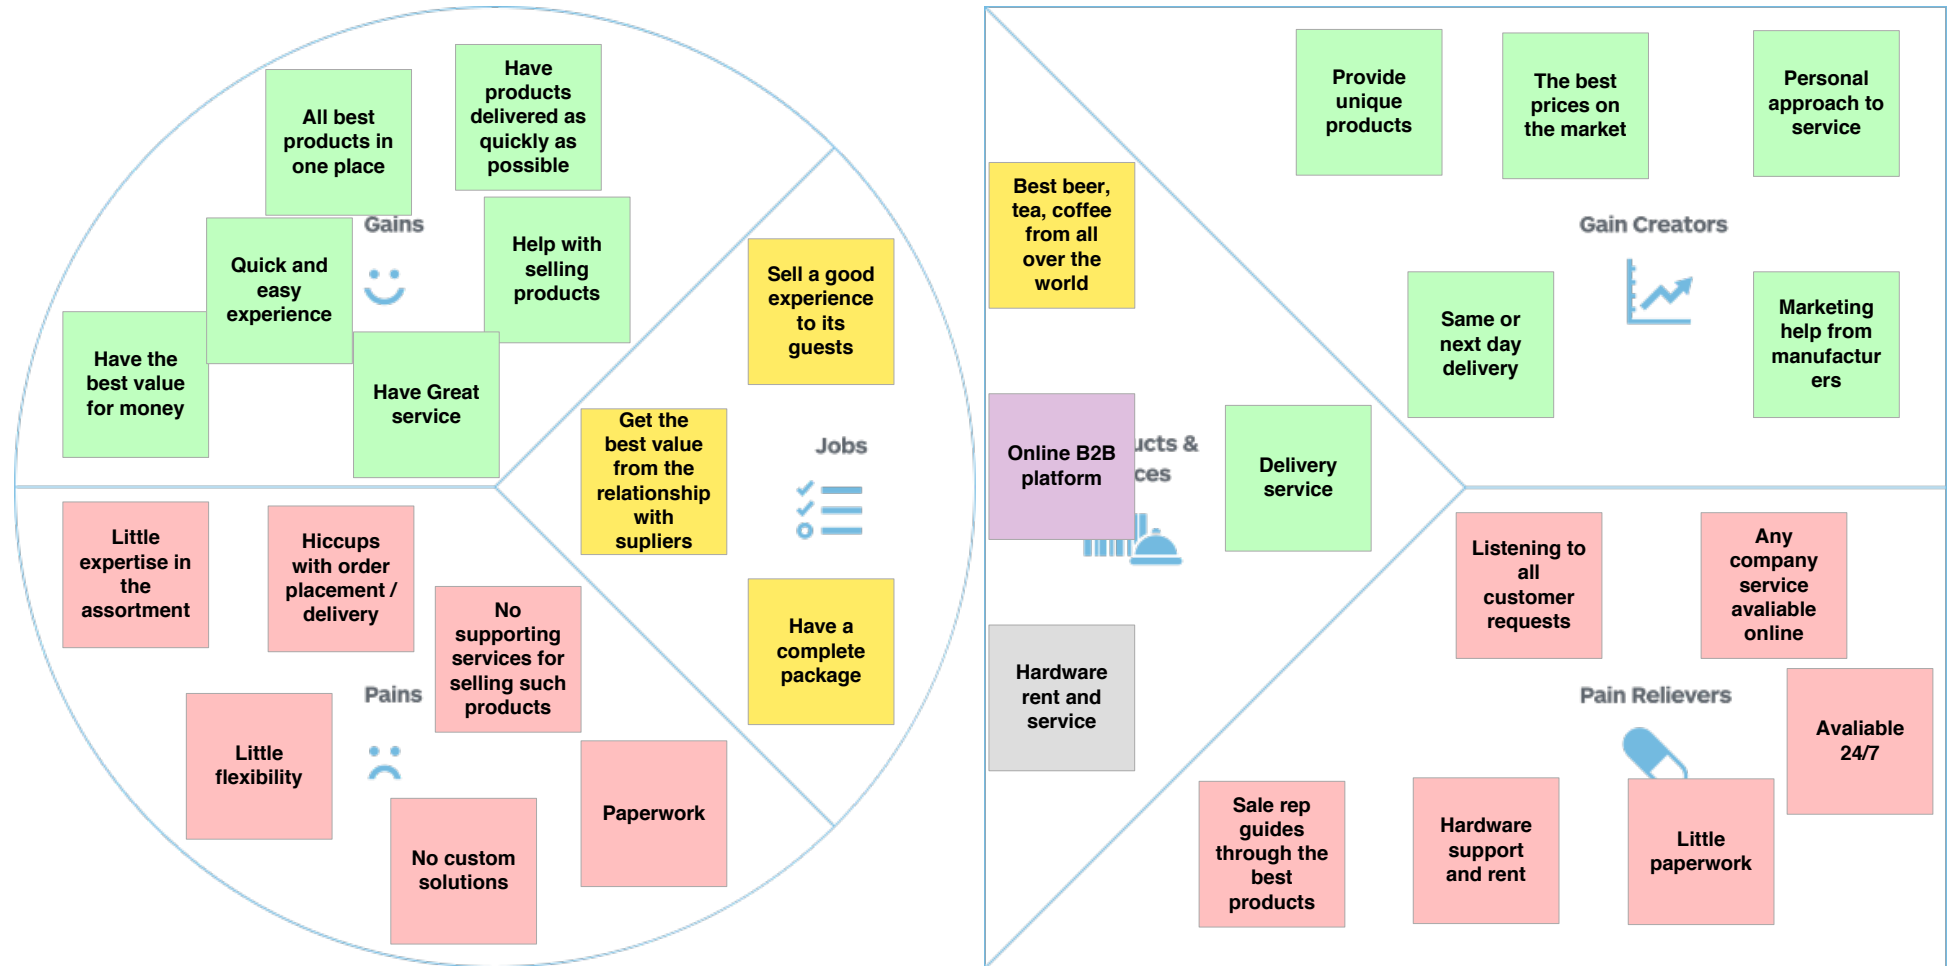 All best
products in
one place
Have
products
delivered as
quickly as
possible
Gains
Quick and
easy
experience
Help with
selling
products
Have the
best value
for money
Have Great
service
Sell a good
experience
to its
guests
Get the
best value
from the
relationship
with
supliers
Jobs
Have a
complete
package
Little
expertise in
the
assortment
Hiccups
with order
placement /
delivery
No
supporting
services for
selling such
products
Pains
Little
flexibility
No custom
solutions
Paperwork
Best beer,
tea, coffee
from all
over the
world
Online B2B
platform
ucts &
ces
Delivery
service
Hardware
rent and
service
Provide
unique
products
The best
prices on
the market
Personal
approach to
service
Gain Creators
Same or
next day
delivery
Marketing
help from
manufactur
ers
Listening to
all
customer
requests
Any
company
service
avaliable
online
Pain Relievers
Avaliable
24/7
Sale rep
guides
through the
best
products
Hardware
support
and rent
Little
paperwork